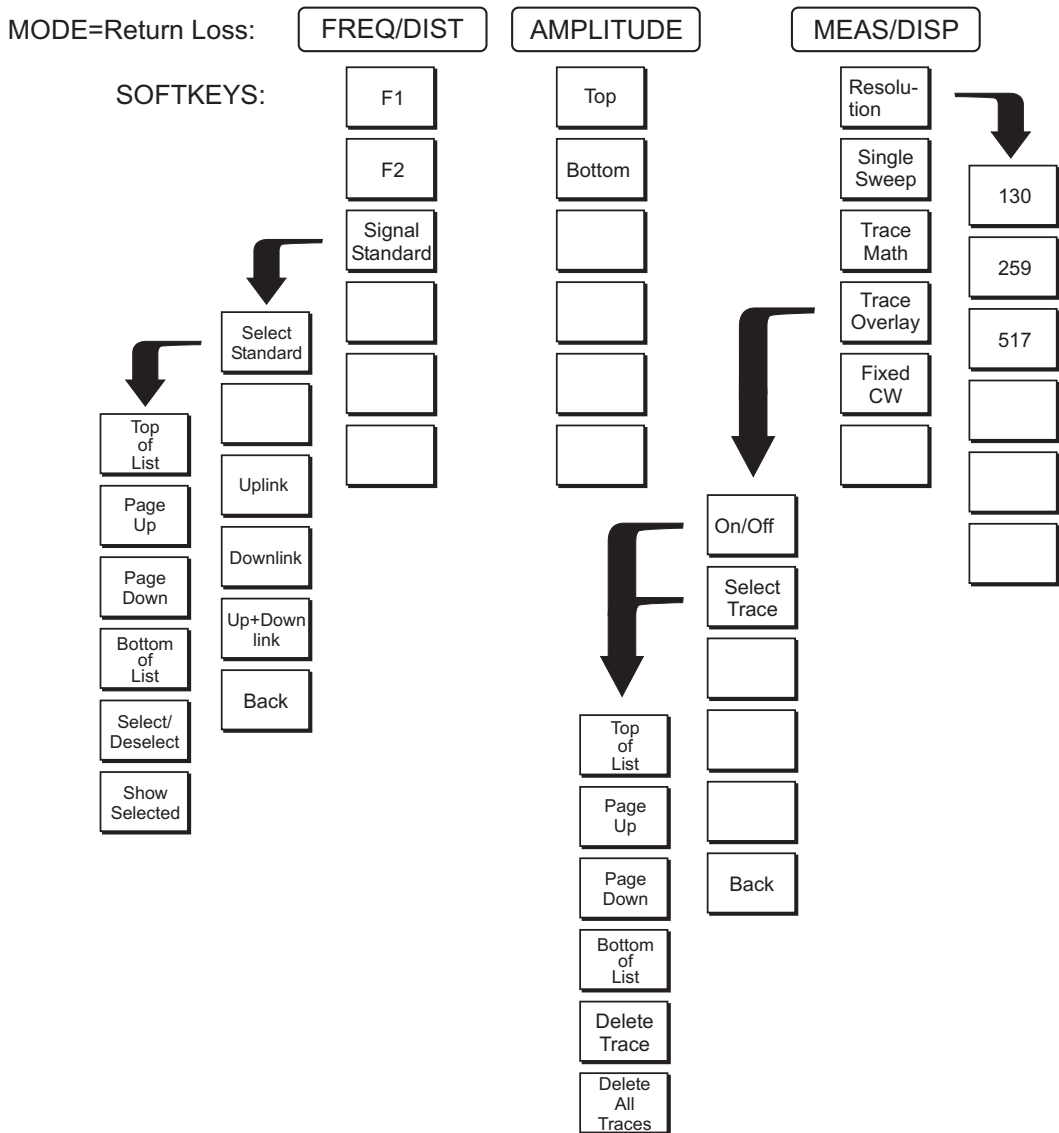 MODE=Return Loss:
FREQ/DIST
AMPLITUDE
MEAS/DISP
SOFTKEYS:
F1
F2
Signal
Standard
Select
Standard
Uplink
Downlink
Up+Down
link
Back
Top
of
List
Page
Up
Page
Down
Bottom
of
List
Select/
Deselect
Show
Selected
Top
Bottom
Resolu-
tion
Single
Sweep
Trace
Math
Trace
Overlay
Fixed
CW
130
259
517
On/Off
Select
Trace
Back
Top
of
List
Page
Up
Page
Down
Bottom
of
List
Delete
Trace
Delete
All
Traces